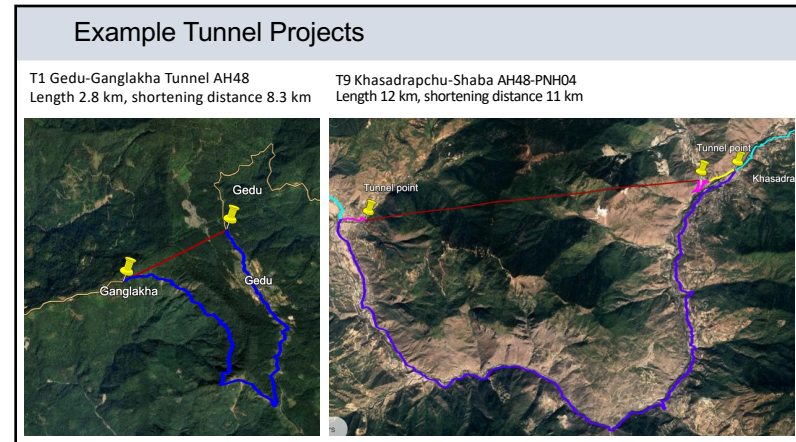 Example Tunnel Projects
T1 Gedu-Ganglakha Tunnel AH48
Length 2.8 km, shortening distance 8.3 km
T9 Khasadrapchu-Shaba AH48-PNH04
Length 12 km, shortening distance 11 km
Gedu
Ganglakha
Gedu
Tunnel point
Tunnel point
Khasadra
rs